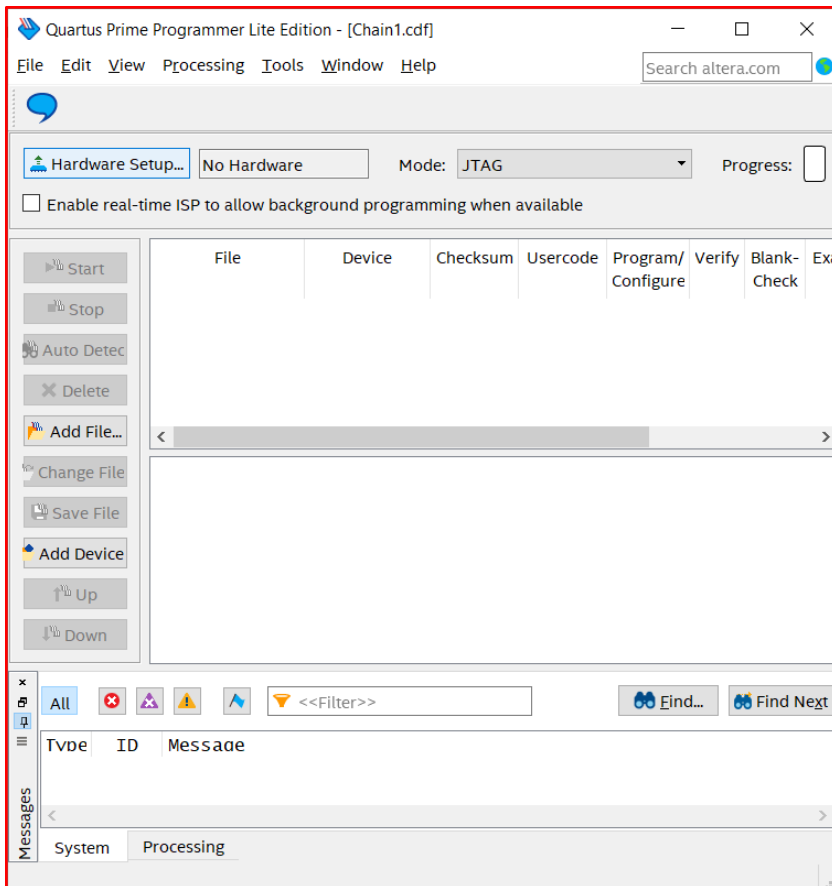 Quartus Prime Programmer Lite Edition - [Chain1.cdf]
File Edit View Processing Tools Window Help
Search altera.com
Hardware Setup... No Hardware Mode: JTAG Progress:
Enable real-time ISP to allow background programming when available
File Device Checksum Usercode Program/ Configure Verify Blank- Check Exa
Start
Stop
Auto Detec
Delete
Add File...
Change File
Save File
Add Device
Up
Down
All <<Filter>> Find... Find Next
Type ID Message
Messages
System Processing